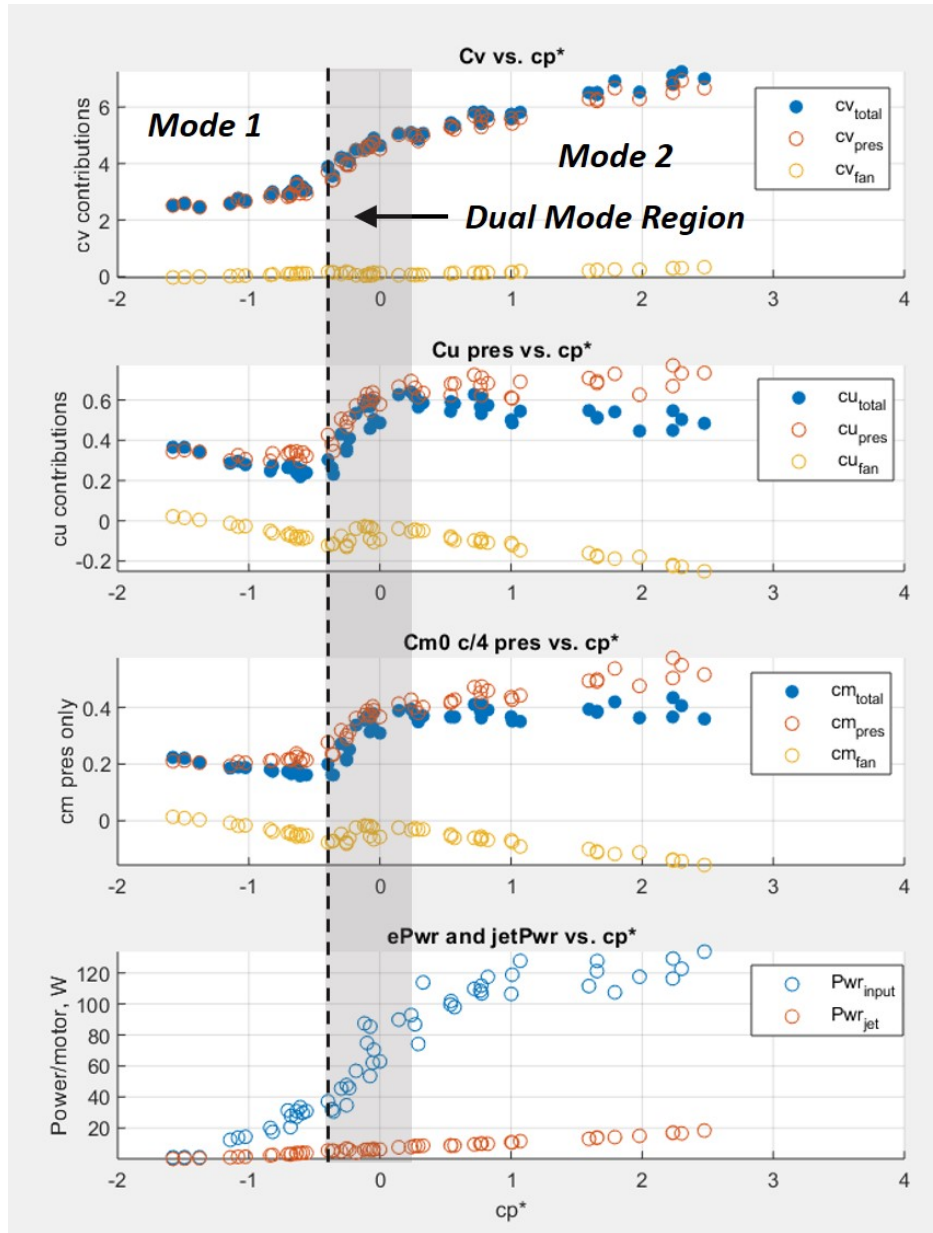 Cv vs. cp*
cv contributions
6
4
2
0
Mode 1
Mode 2
Dual Mode Region
cv_total
cv_pres
cv_fan
-2 -1 0 1 2 3 4
Cu pres vs. cp*
cu contributions
0.6
0.4
0.2
0
-0.2
cu_total
cu_pres
cu_fan
-2 -1 0 1 2 3 4
Cm0 c/4 pres vs. cp*
cm pres only
0.4
0.2
0
cm_total
cm_pres
cm_fan
-2 -1 0 1 2 3 4
ePwr and jetPwr vs. cp*
Power/motor, W
120
100
80
60
40
20
Pwr_input
Pwr_jet
-2 -1 0 1 2 3 4
cp*